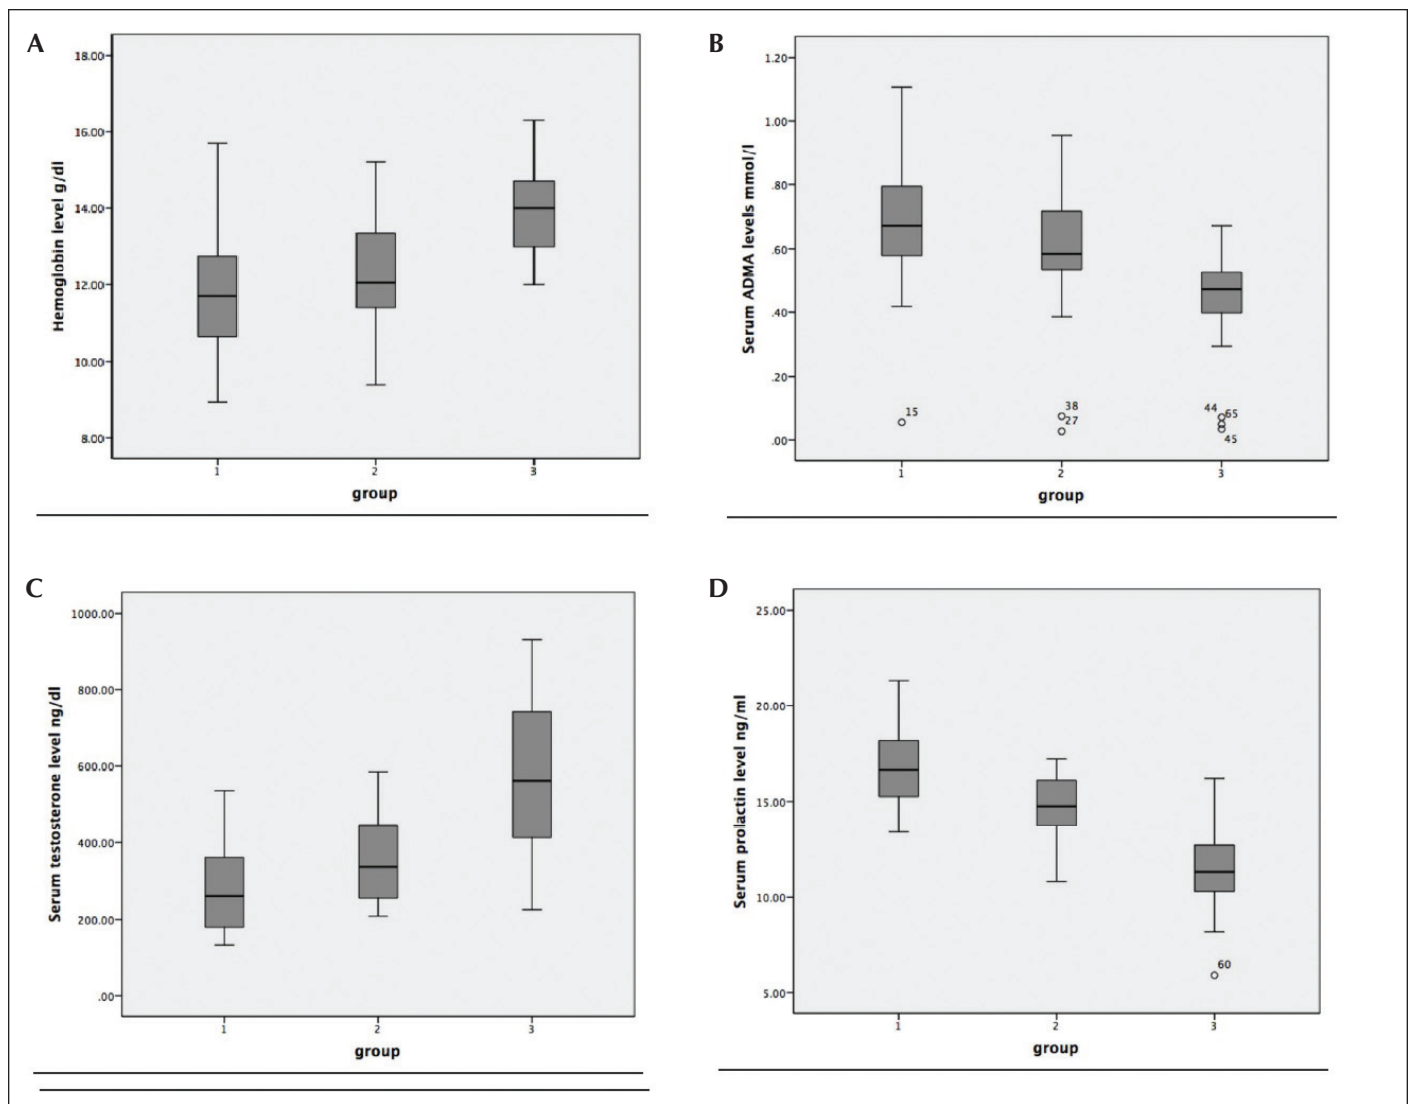 A
Hemoglobin level g/dl
18.00
16.00
14.00
12.00
10.00
8.00
1 2 3
group
B
Serum ADMA levels mmol/l
1.20
1.00
.80
.60
.40
.20
.00
15
38
27
44 65
45
1 2 3
group
C
Serum testosterone level ng/dl
1000.00
800.00
600.00
400.00
200.00
.00
1 2 3
group
D
Serum prolactin level ng/ml
25.00
20.00
15.00
10.00
5.00
60
1 2 3
group